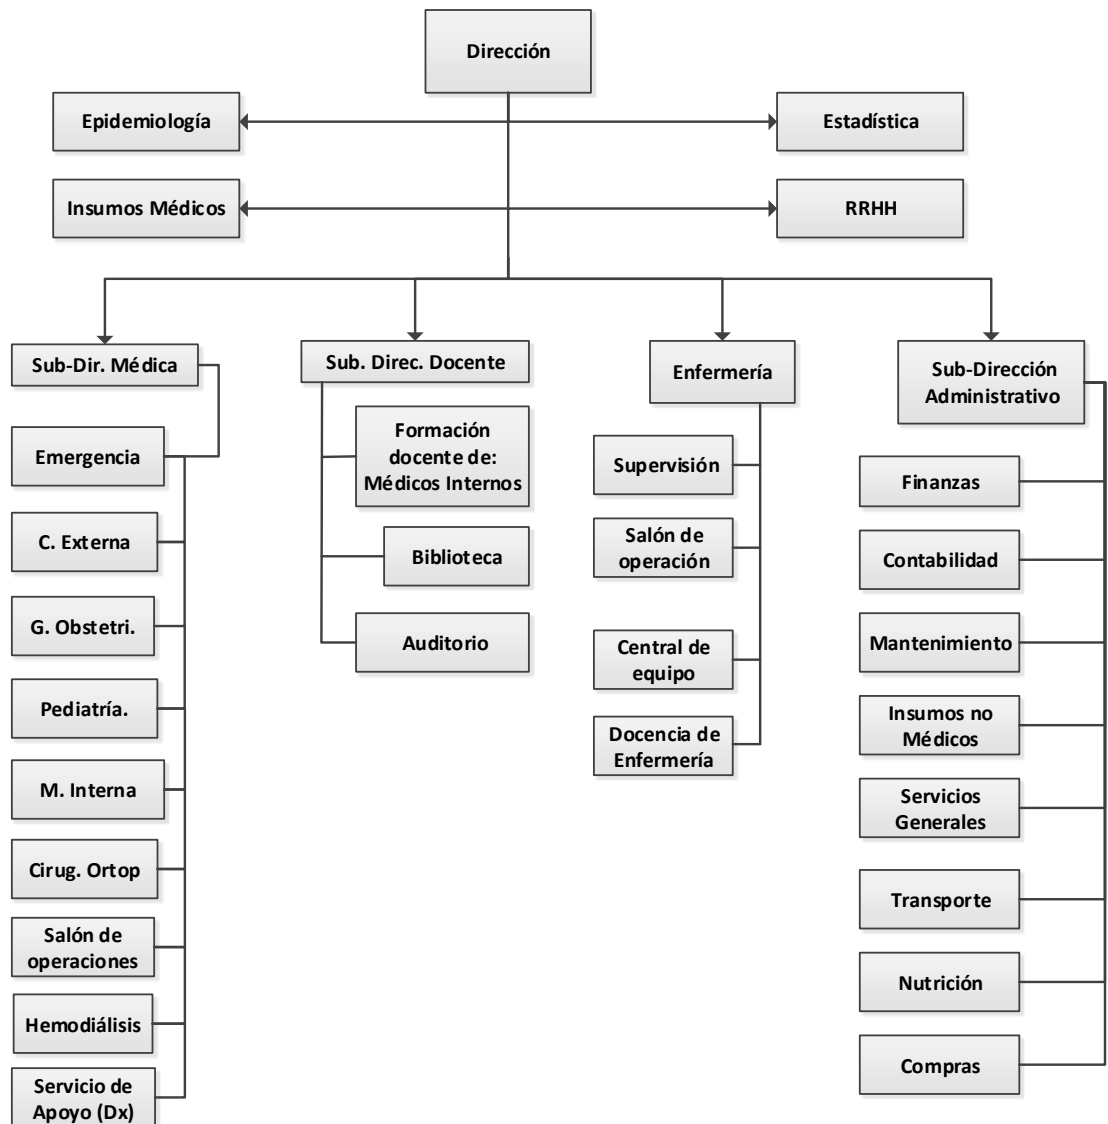 Dirección
Epidemiología
Estadística
Insumos Médicos
RRHH
Sub-Dir. Médica
Emergencia
C. Externa
G. Obstetri.
Pediatría.
M. Interna
Cirug. Ortop
Salón de
operaciones
Hemodiálisis
Servicio de
Apoyo (Dx)
Sub. Direc. Docente
Formación
docente de:
Médicos Internos
Biblioteca
Auditorio
Enfermería
Supervisión
Salón de
operación
Central de
equipo
Docencia de
Enfermería
Sub-Dirección
Administrativo
Finanzas
Contabilidad
Mantenimiento
Insumos no
Médicos
Servicios
Generales
Transporte
Nutrición
Compras